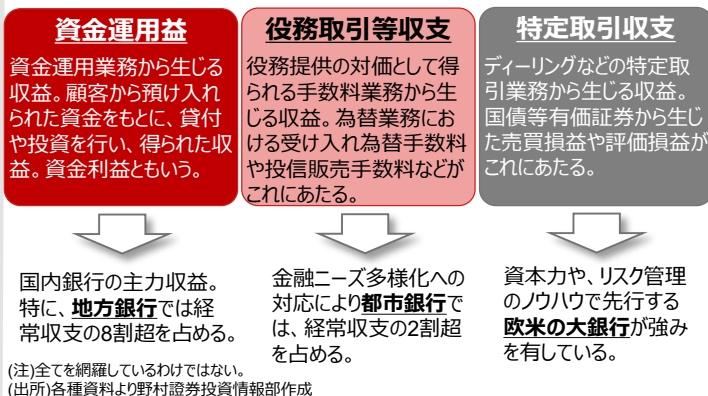 資金運用益
資金運用業務から生じる
収益。顧客から預け入れ
られた資金をもとに、貸付
や投資を行い、得られた収
益。資金利益ともいう。
役務取引等収支
役務提供の対価として得
られる手数料業務から生
じる収益。為替業務にお
ける受け入れ為替手数料
や投信販売手数料などが
これにあたる。
特定取引収支
ディーリングなどの特定取
引業務から生じる収益。
国債等有価証券から生じ
た売買損益や評価損益が
これにあたる。
国内銀行の主力収益。
特に、地方銀行では経
常収支の8割超を占める。
金融ニーズ多様化への
対応により都市銀行で
は、経常収支の2割超
を占める。
資本力や、リスク管理
のノウハウで先行する
欧米の大銀行が強み
を有している。
(注)全てを網羅しているわけではない。
(出所)各種資料より野村證券投資情報部作成